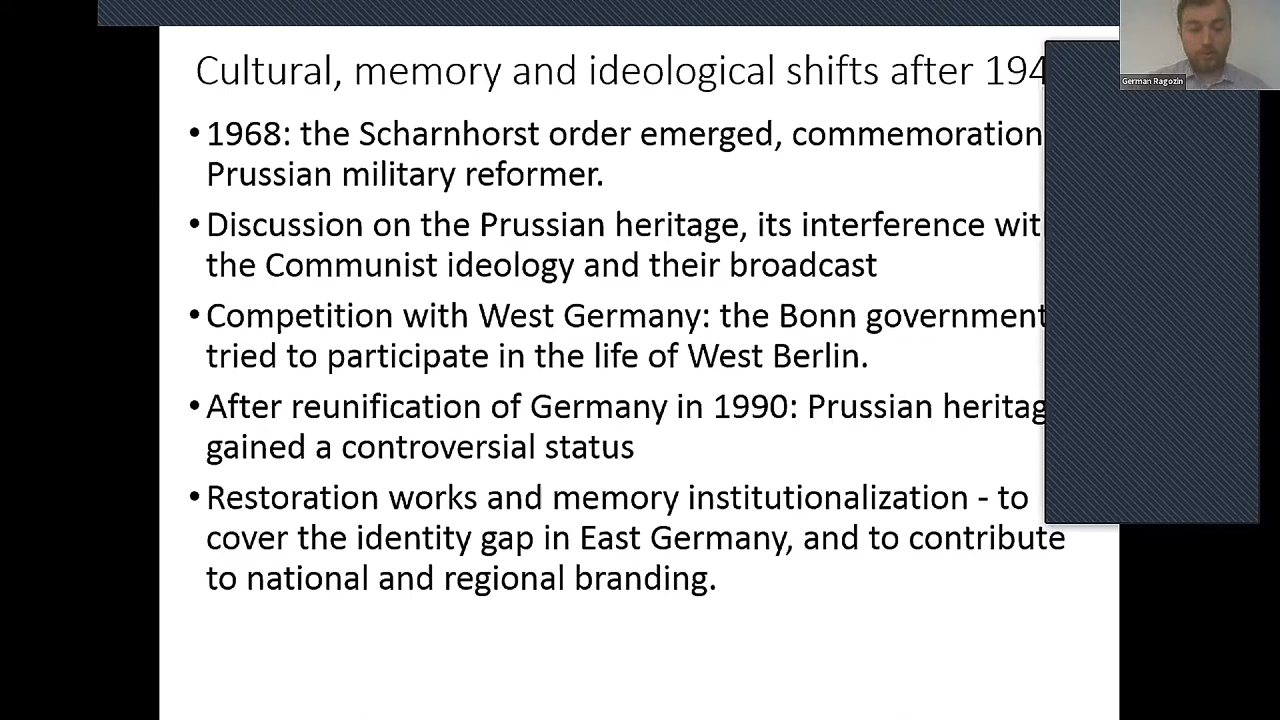 Cultural, memory and ideological shifts after 194
• 1968: the Scharnhorst order emerged, commemoration
Prussian military reformer.
• Discussion on the Prussian heritage, its interference wit
the Communist ideology and their broadcast
• Competition with West Germany: the Bonn government
tried to participate in the life of West Berlin.
• After reunification of Germany in 1990: Prussian heritag
gained a controversial status
• Restoration works and memory institutionalization - to
cover the identity gap in East Germany, and to contribute
to national and regional branding.
German Ragozin